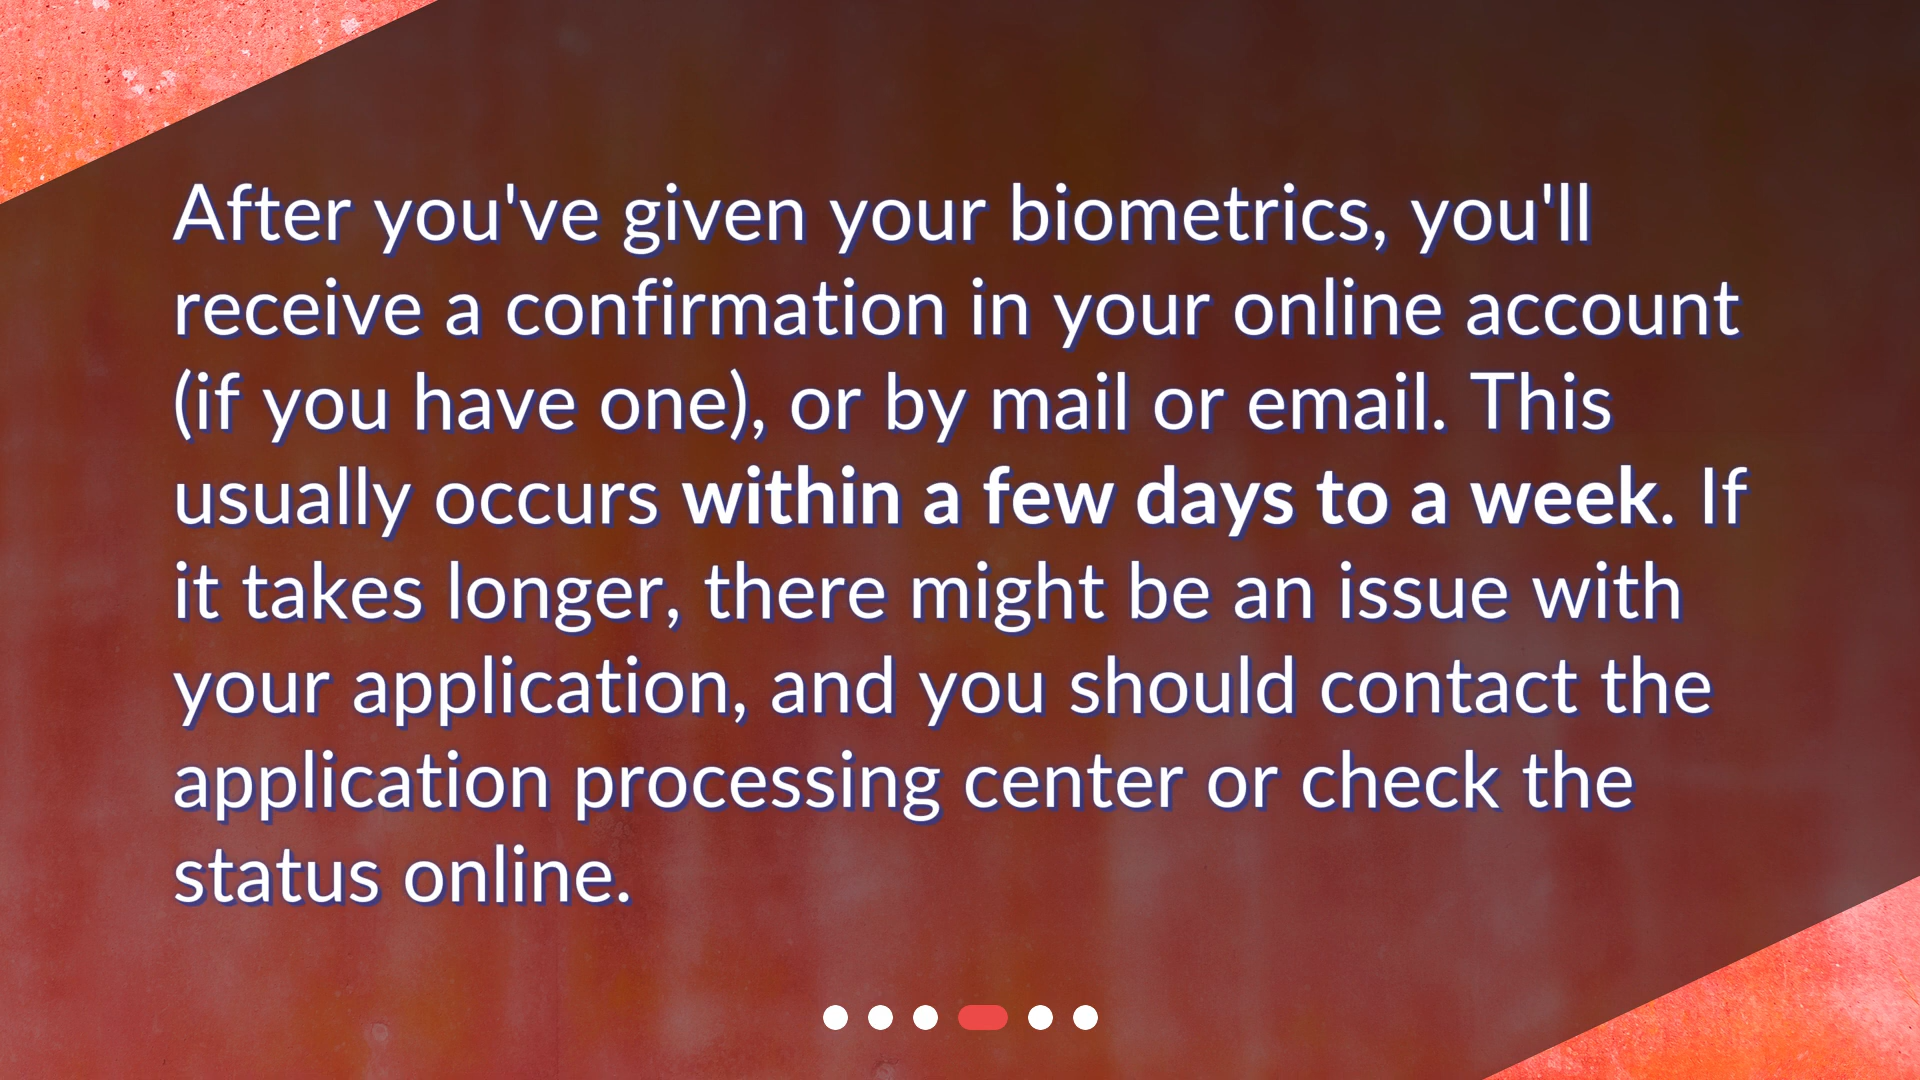 After you've given your biometrics, you'll
receive a confirmation in your online account
(if you have one), or by mail or email. This
usually occurs within a few days to a week. If
it takes longer, there might be an issue with
your application, and you should contact the
application processing center or check the
status online.